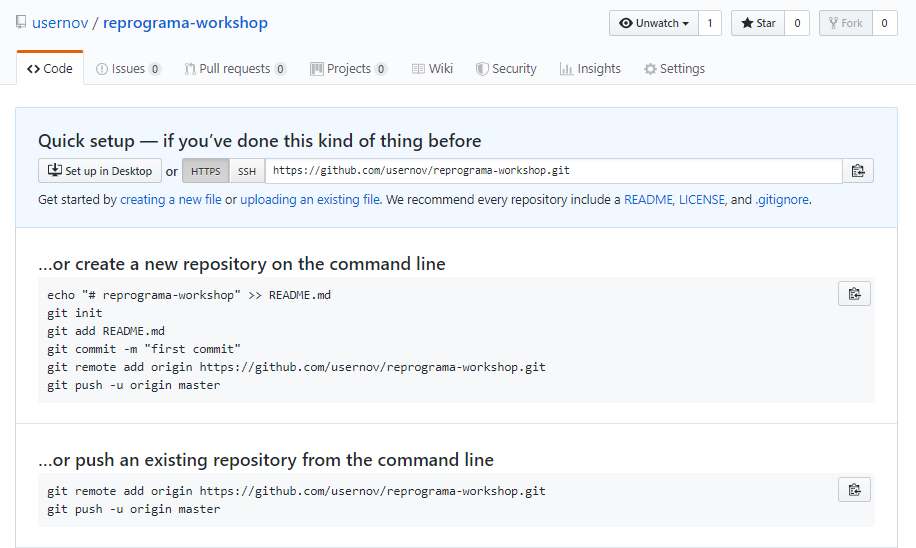 usernov / reprograma-workshop
Unwatch 1 Star 0 Fork 0
Code Issues 0 Pull requests 0 Projects 0 Wiki Security Insights Settings
Quick setup — if you’ve done this kind of thing before
Set up in Desktop or HTTPS SSH https://github.com/usernov/reprograma-workshop.git
Get started by creating a new file or uploading an existing file. We recommend every repository include a README, LICENSE, and .gitignore.
…or create a new repository on the command line
echo "# reprograma-workshop" >> README.md
git init
git add README.md
git commit -m "first commit"
git remote add origin https://github.com/usernov/reprograma-workshop.git
git push -u origin master
…or push an existing repository from the command line
git remote add origin https://github.com/usernov/reprograma-workshop.git
git push -u origin master